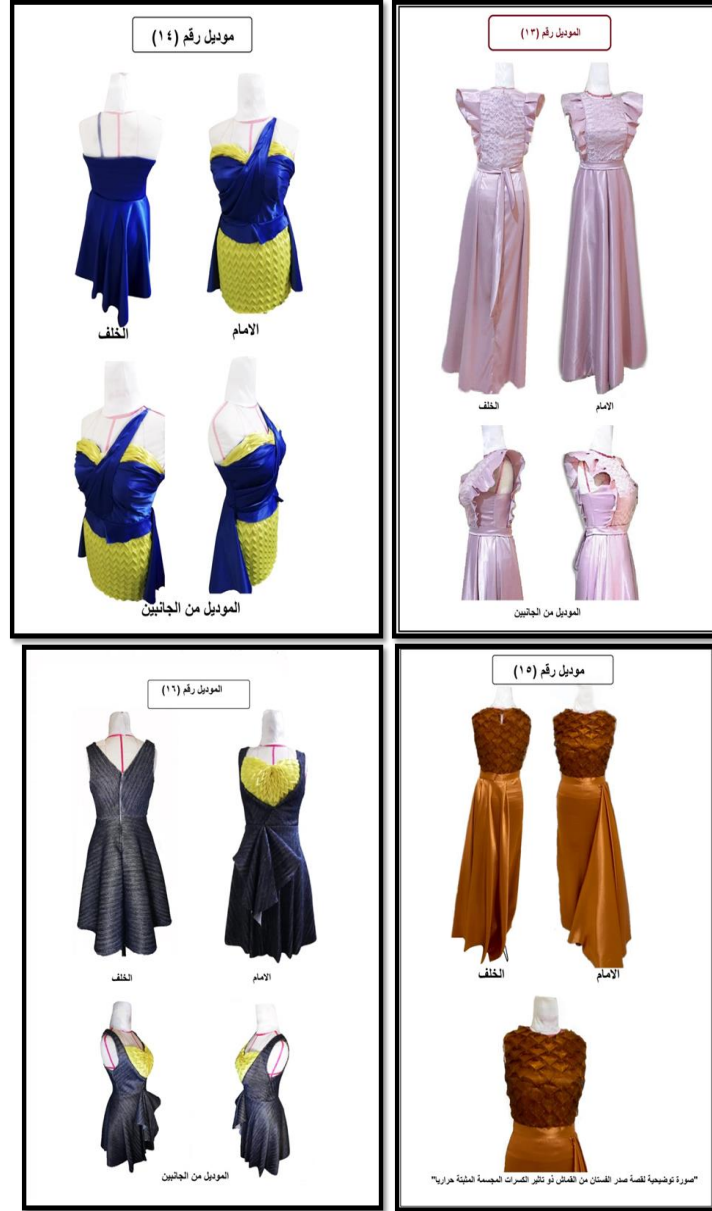 الموديل رقم (١٣)
الخلف
الامام
الموديل من الجانبين
موديل رقم (١٤)
الخلف
الامام
الموديل من الجانبين
موديل رقم (١٥)
الخلف
الامام
"صورة توضيحية لقصة صدر الفستان من القماش ذو تاثير الكسرات المجسمة المثبتة حراريا"
الموديل رقم (١٦)
الخلف
الامام
الموديل من الجانبين